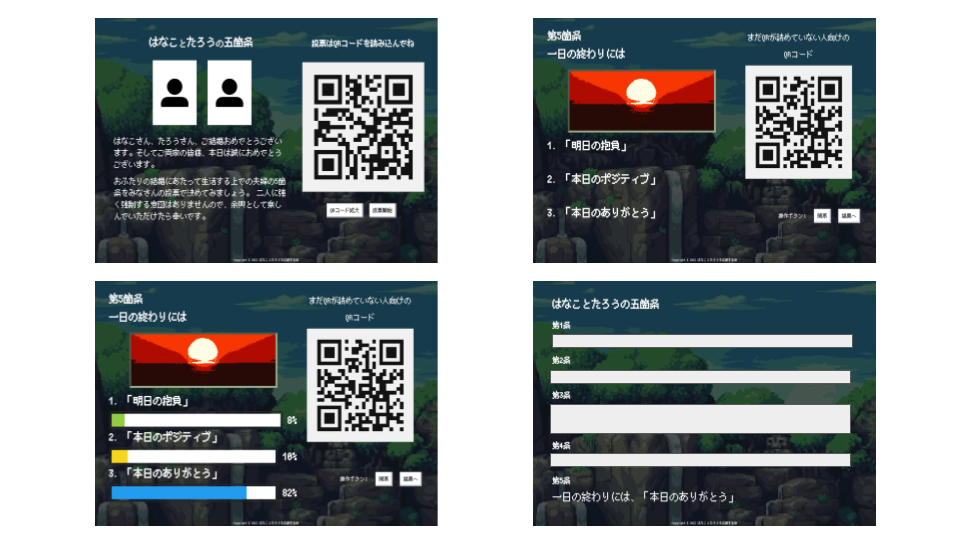 はなことたろうの五箇条
投票はQRコードを読み込んでね
はなこさん、たろうさん、ご結婚おめでとうござい
ます。そしてご両家の皆様、本日は誠におめでとう
ございます。
おふたりの結婚にあたって生活する上での夫婦の5箇
条をみなさんの投票で決めてみましょう。 二人に強
く強制する意図はありませんので、余興として楽し
んでいただけたら幸いです。
QRコード拡大
投票開始
第5箇条
一日の終わりには
まだQRが読めていない人向けの
QRコード
1. 「明日の抱負」
2. 「本日のポジティブ」
3. 「本日のありがとう」
操作ボタン：
開票
結果へ
第5箇条
一日の終わりには
まだQRが読めていない人向けの
QRコード
1. 「明日の抱負」
8%
2. 「本日のポジティブ」
10%
3. 「本日のありがとう」
82%
操作ボタン：
開票
結果へ
はなことたろうの五箇条
第1条
第2条
第3条
第4条
第5条
一日の終わりには、「本日のありがとう」